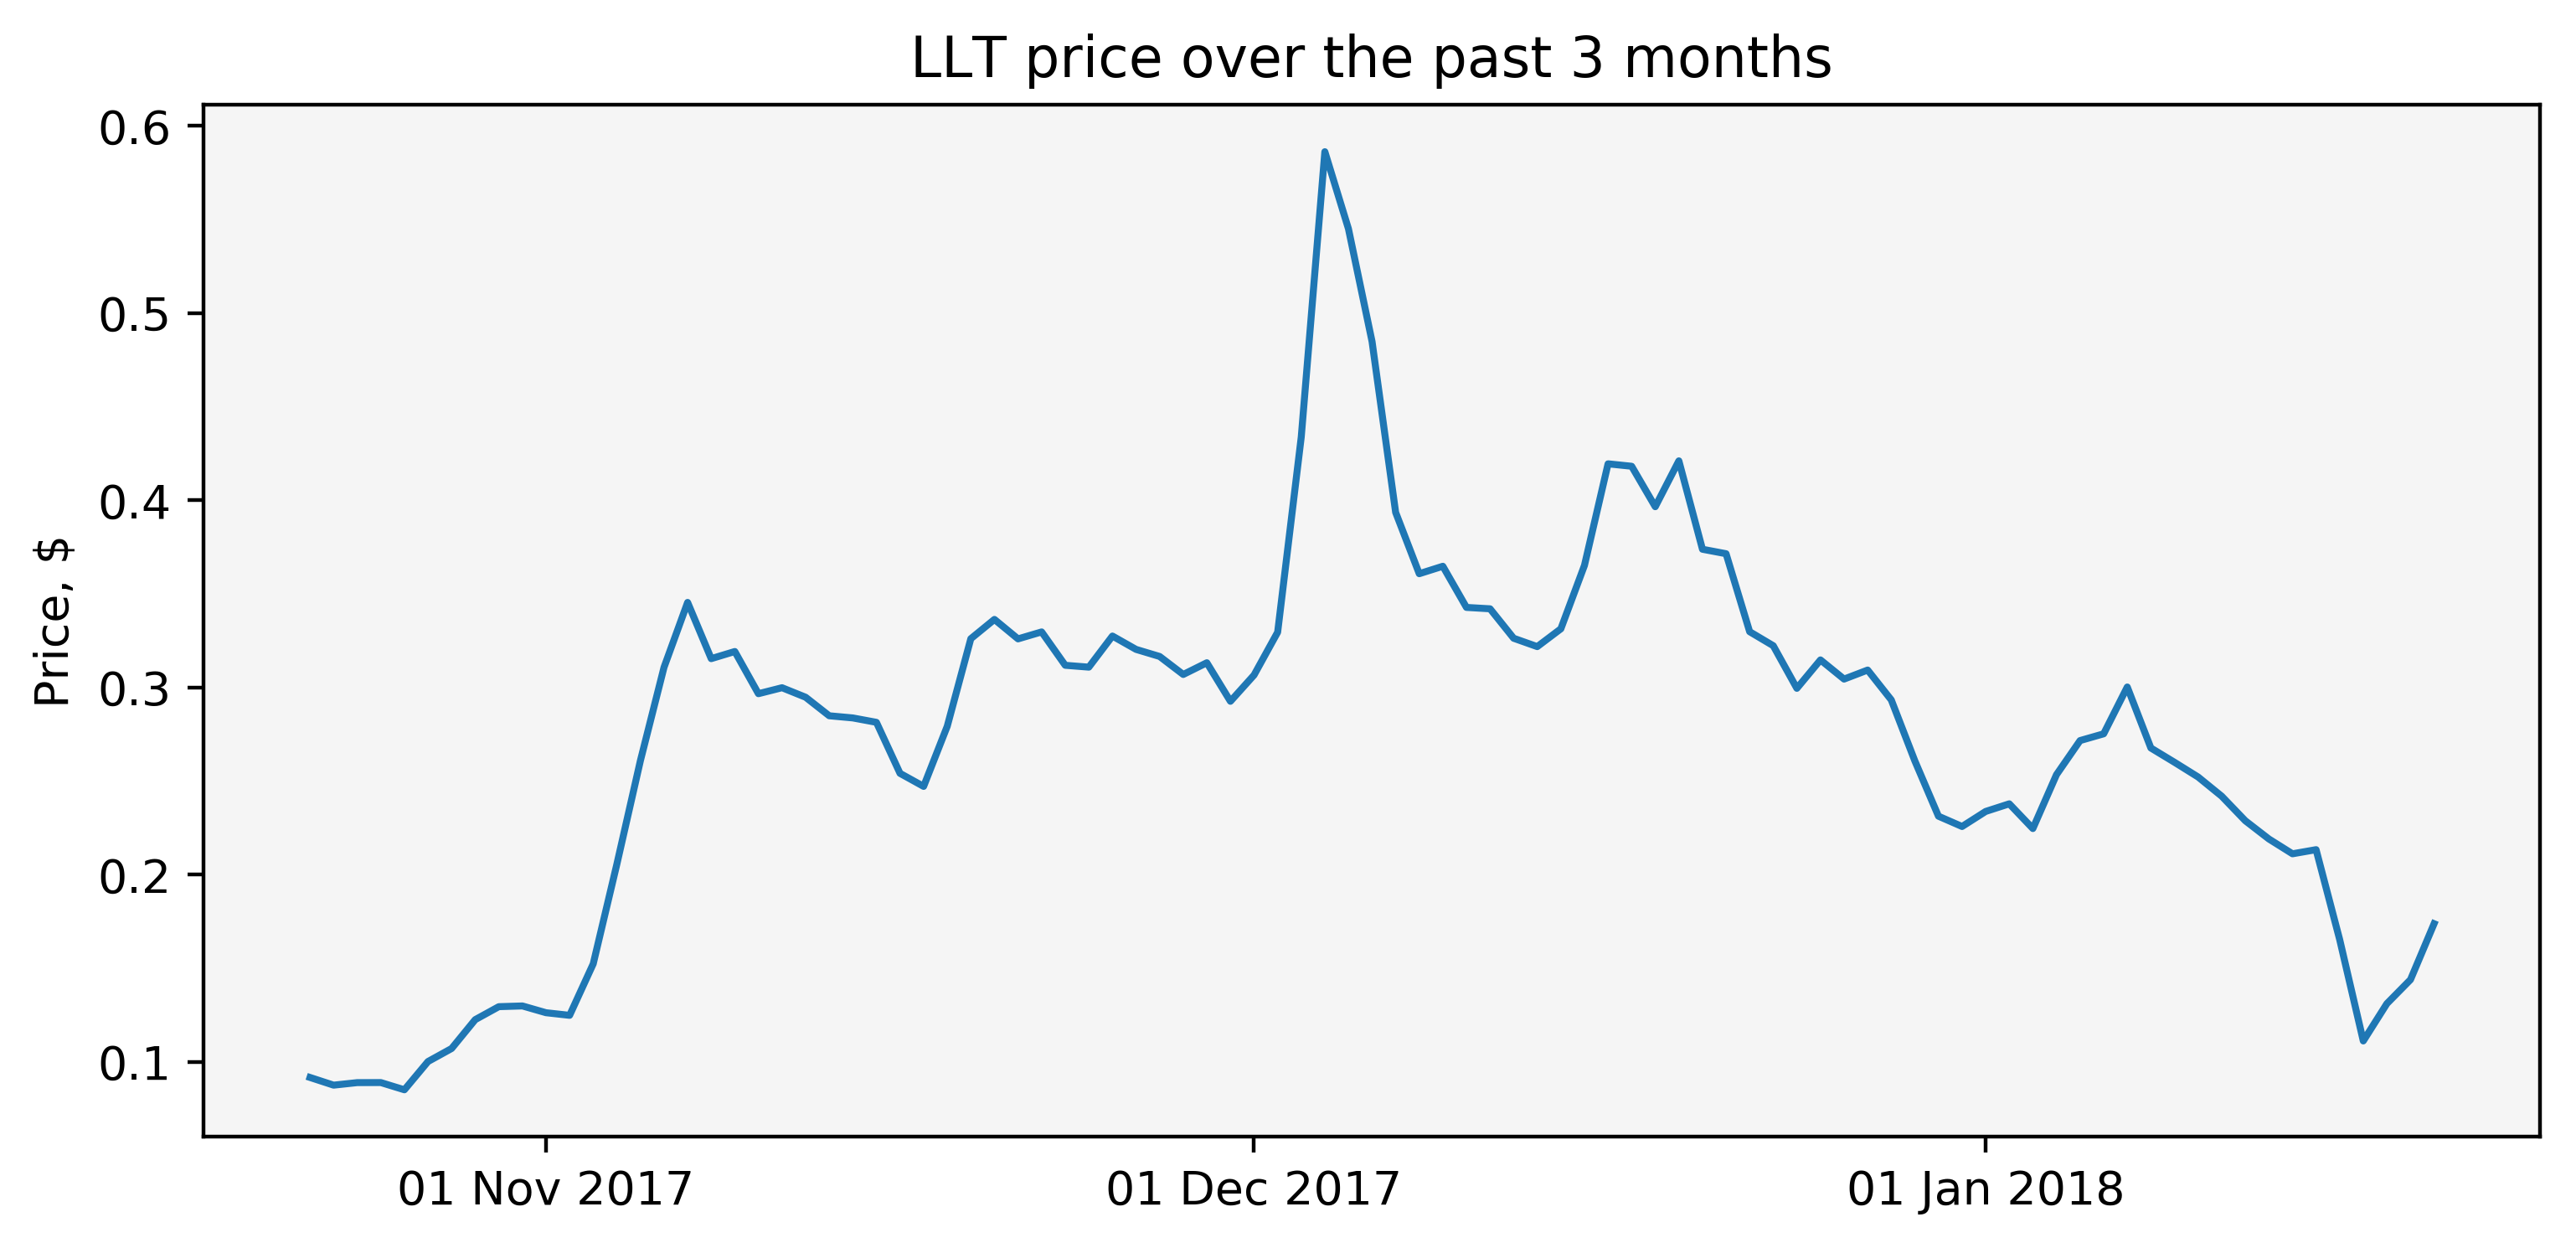 LLT price over the past 3 months
0.6
0.5
0.4
0.3
0.2
0.1
Price, $
01 Nov 2017
01 Dec 2017
01 Jan 2018